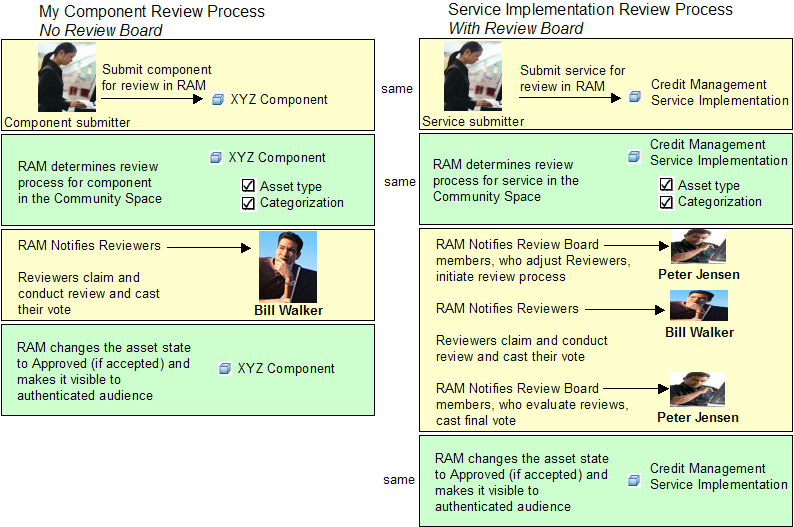 My Component Review Process
No Review Board
Submit component
for review in RAM
XYZ Component
Component submitter
RAM determines review
process for component
in the Community Space
XYZ Component
Asset type
Categorization
RAM Notifies Reviewers
Reviewers claim and
conduct review and cast
their vote
Bill Walker
RAM changes the asset state
to Approved (if accepted) and
makes it visible to
authenticated audience
XYZ Component
same
same
same
Service Implementation Review Process
With Review Board
Submit service for
review in RAM
Credit Management
Service Implementation
Service submitter
RAM determines review
process for service in the
Community Space
Credit Management
Service Implementation
Asset type
Categorization
RAM Notifies Review Board
members, who adjust Reviewers,
initiate review process
Peter Jensen
RAM Notifies Reviewers
Reviewers claim and conduct
review and cast their vote
Bill Walker
RAM Notifies Review Board
members, who evaluate reviews,
cast final vote
Peter Jensen
RAM changes the asset state
to Approved (if accepted) and
makes it visible to
authenticated audience
Credit Management
Service Implementation